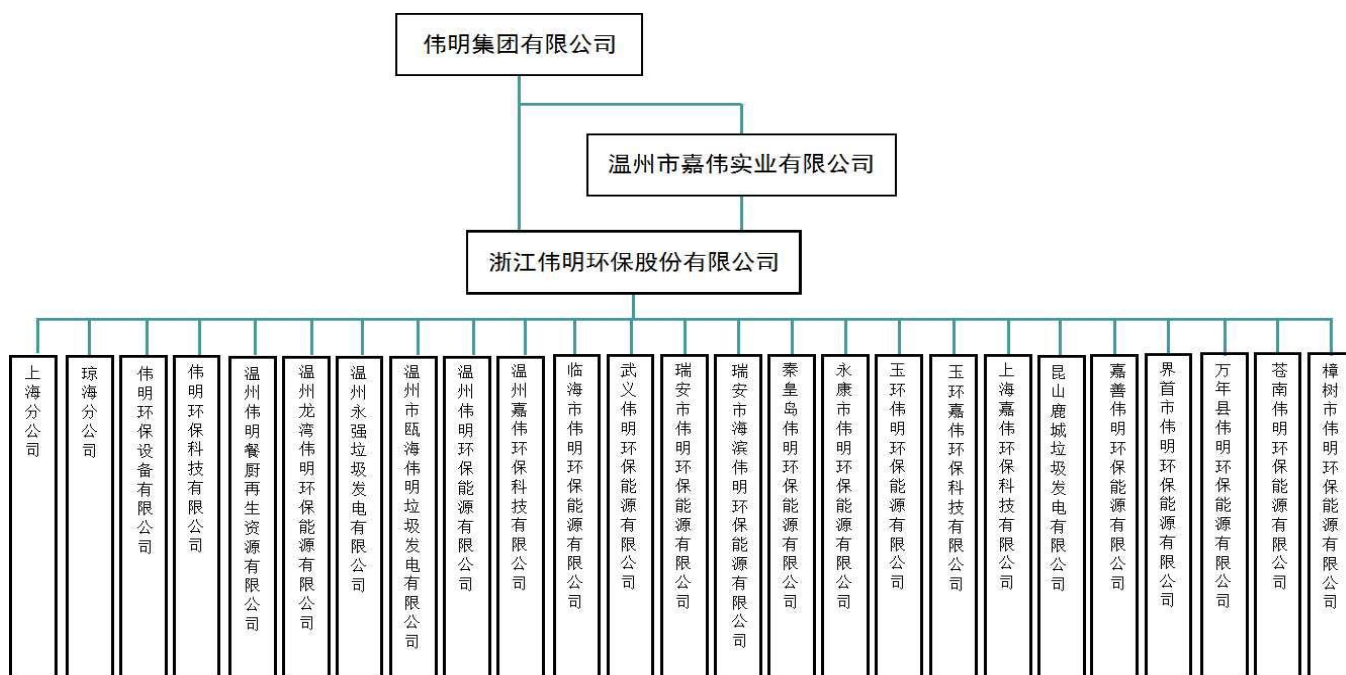 伟明集团有限公司
温州市嘉伟实业有限公司
浙江伟明环保股份有限公司
上海分公司
琼海分公司
伟明环保设备有限公司
伟明环保科技有限公司
温州伟明餐厨再生资源有限公司
温州龙湾伟明环保能源有限公司
温州永强垃圾发电有限公司
温州市瓯海伟明垃圾发电有限公司
温州伟明环保能源有限公司
温州嘉伟环保科技有限公司
临海市伟明环保能源有限公司
武义伟明环保能源有限公司
瑞安市伟明环保能源有限公司
瑞安市海滨伟明环保能源有限公司
秦皇岛伟明环保能源有限公司
永康市伟明环保能源有限公司
玉环伟明环保能源有限公司
玉环嘉伟环保科技有限公司
上海嘉伟环保科技有限公司
昆山鹿城垃圾发电有限公司
嘉善伟明环保能源有限公司
界首市伟明环保能源有限公司
万年县伟明环保能源有限公司
苍南伟明环保能源有限公司
樟树市伟明环保能源有限公司